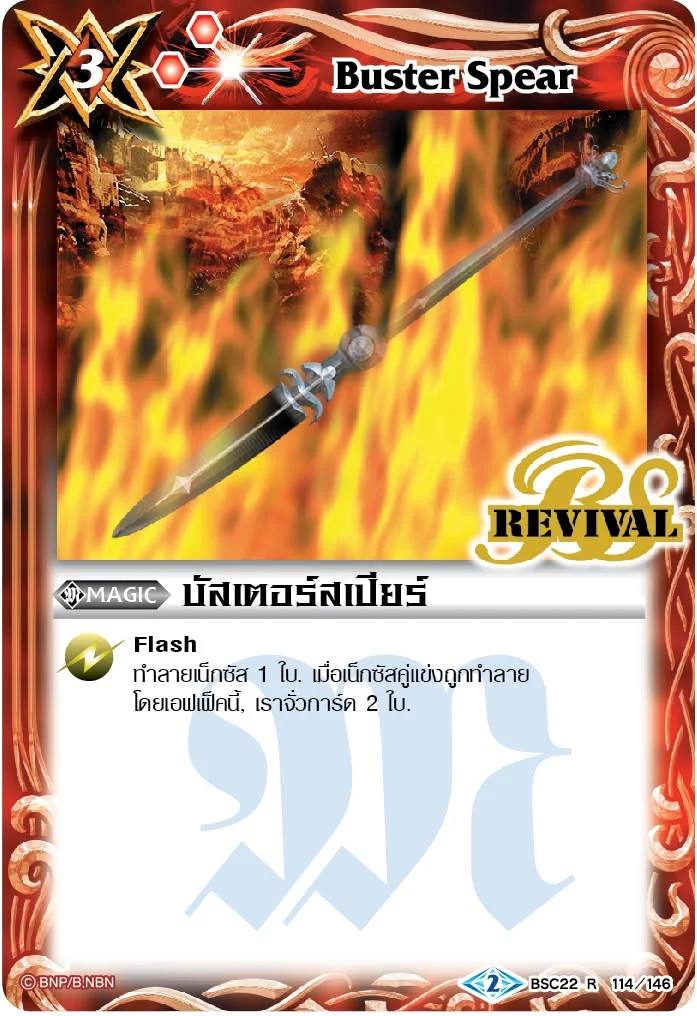 3
Buster Spear
BS
REVIVAL
MAGIC บัสเตอร์สเปียร์
Flash
ทำลายเน็กซัส 1 ใบ. เมื่อเน็กซัสคู่แข่งถูกทำลาย
โดยเอฟเฟ็คนี้, เราจั่วการ์ด 2 ใบ.
© BNP/B,NBN
2 BSC22 R 114/146